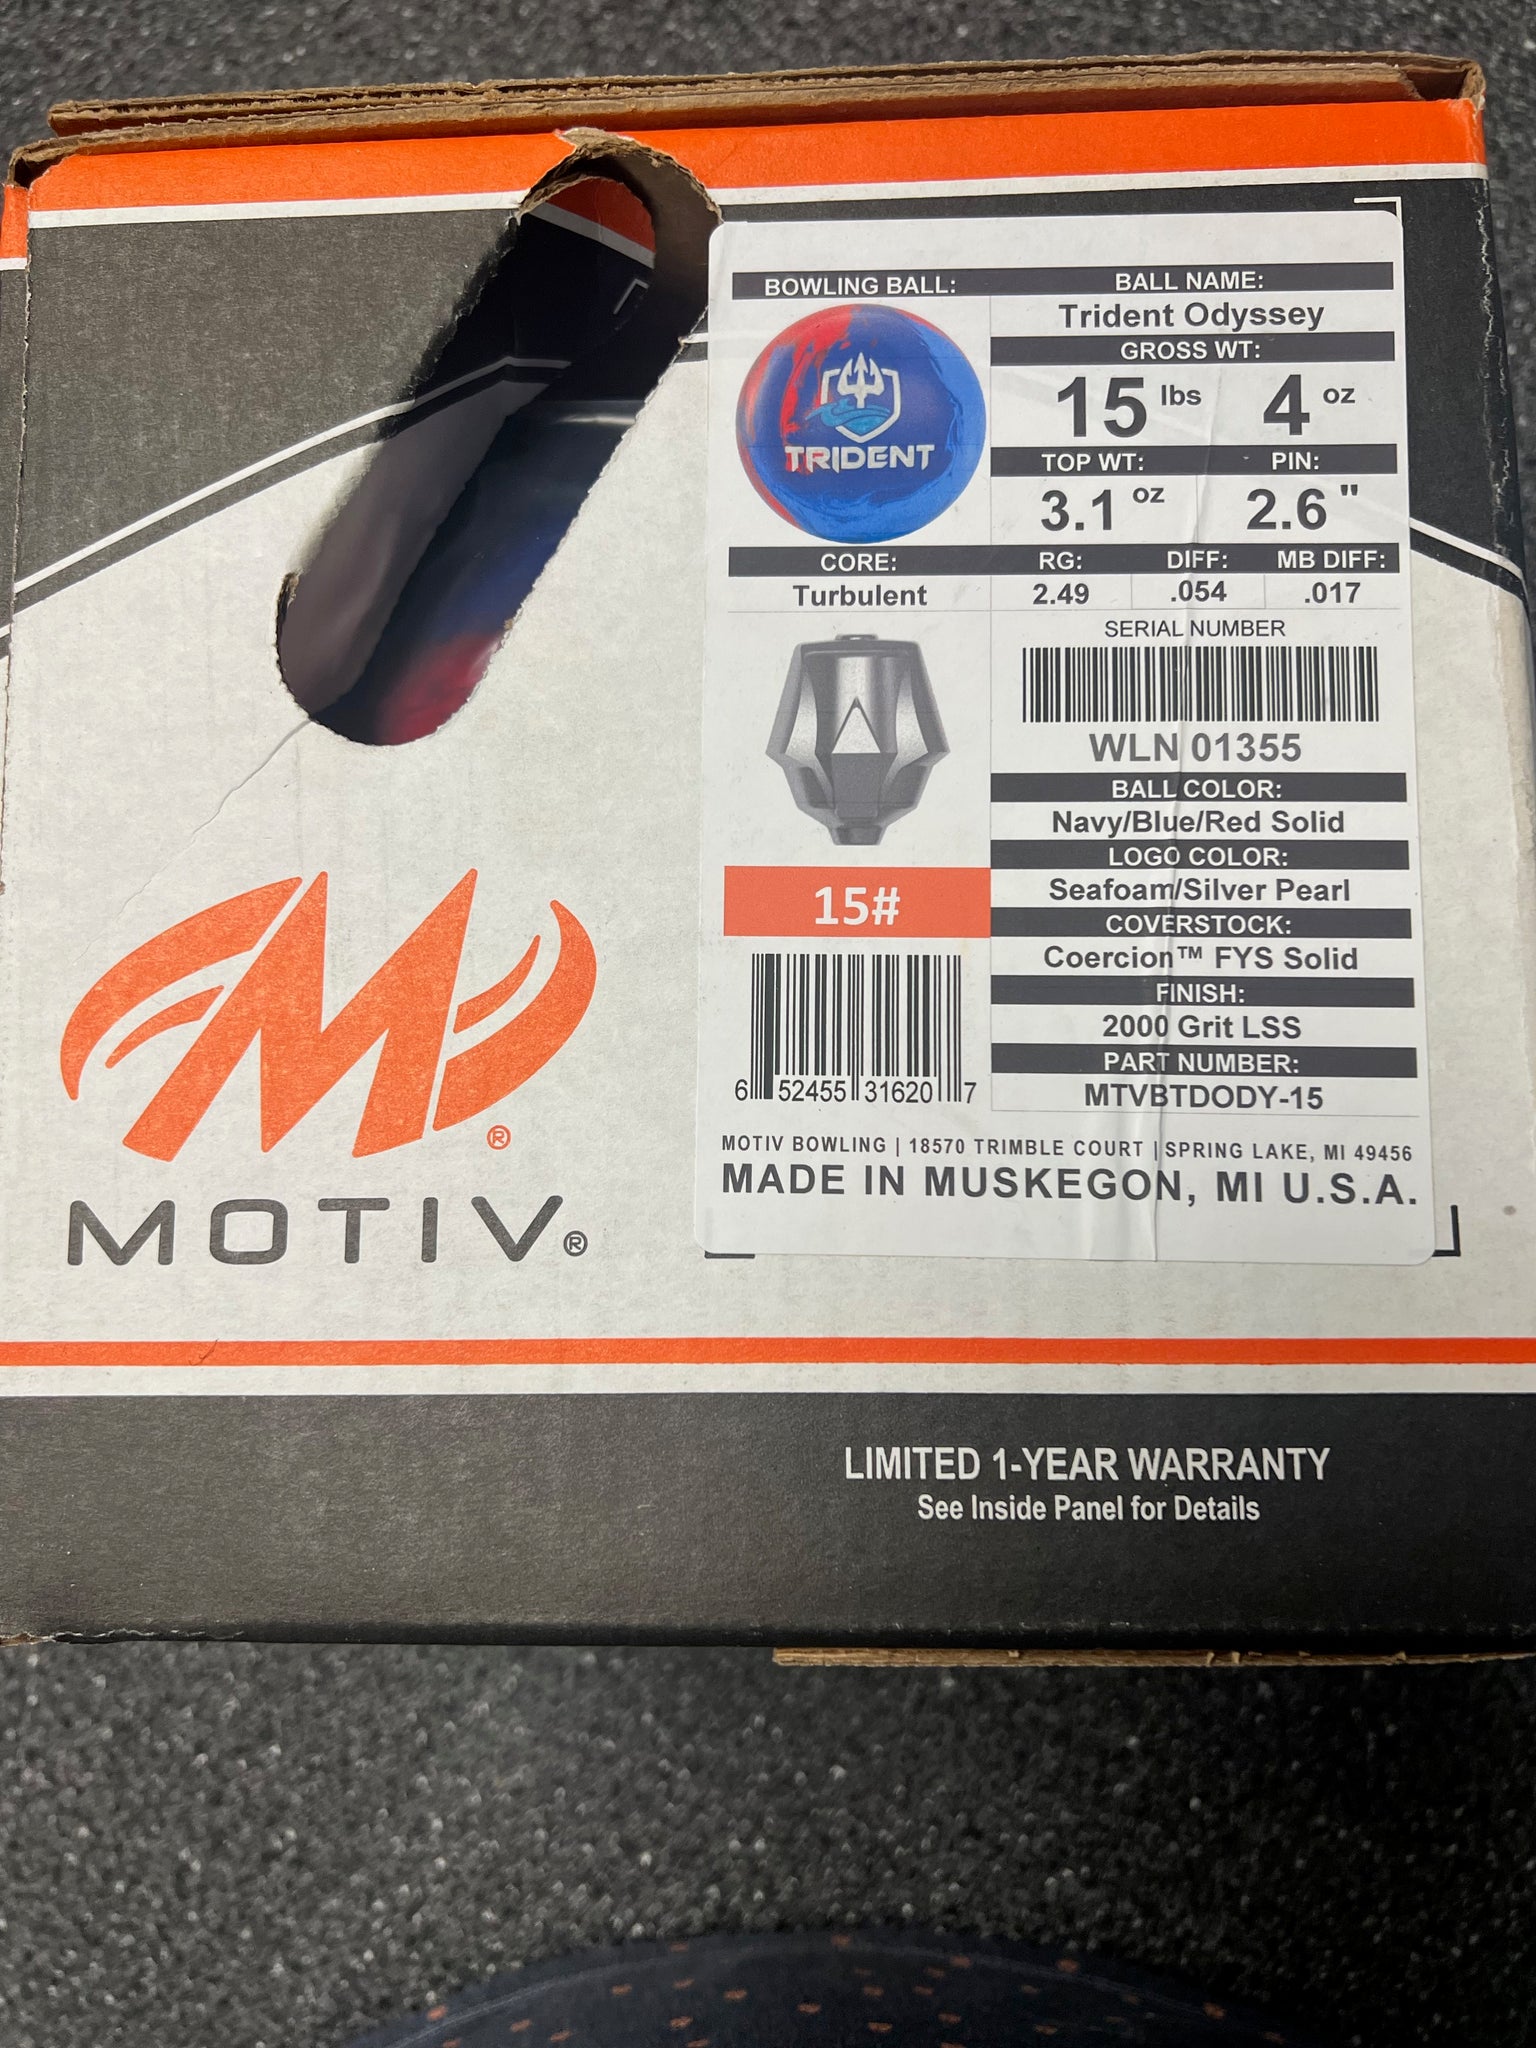 BOWLING BALL:
BALL NAME:
Trident Odyssey
TRIDENT
GROSS WT:
15 lbs 4 oz
TOP WT: PIN:
3.1 oz 2.6"
CORE: RG: DIFF: MB DIFF:
Turbulent 2.49 .054 .017
SERIAL NUMBER
WLN 01355
BALL COLOR:
Navy/Blue/Red Solid
LOGO COLOR:
Seafoam/Silver Pearl
15#
COVERSTOCK:
Coercion™ FYS Solid
FINISH:
2000 Grit LSS
PART NUMBER:
MTVBTDODY-15
6 52455 31620 7
MOTIV BOWLING | 18570 TRIMBLE COURT | SPRING LAKE, MI 49456
MADE IN MUSKEGON, MI U.S.A.
M®
MOTIV®
LIMITED 1-YEAR WARRANTY
See Inside Panel for Details